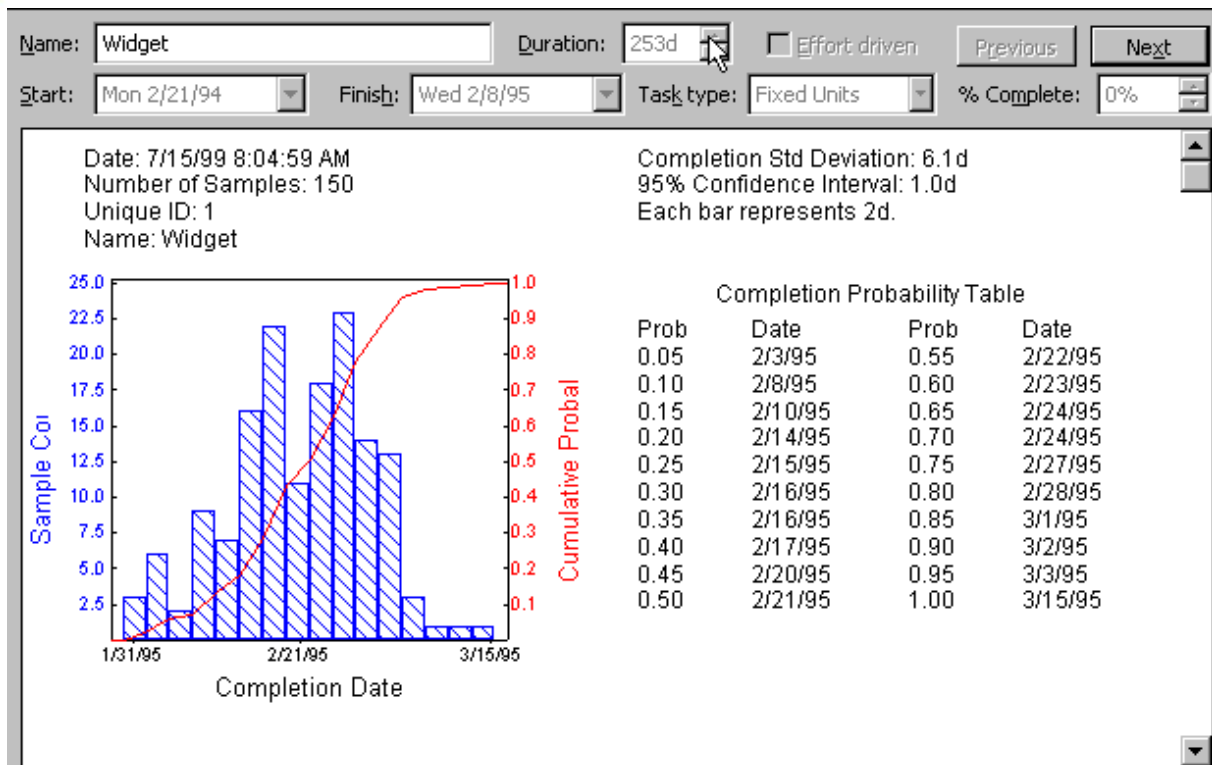 Name: Widget Duration: 253d Effort driven Previous Next
Start: Mon 2/21/94 Finish: Wed 2/8/95 Task type: Fixed Units % Complete: 0%
Date: 7/15/99 8:04:59 AM
Number of Samples: 150
Unique ID: 1
Name: Widget
Completion Std Deviation: 6.1d
95% Confidence Interval: 1.0d
Each bar represents 2d.
25.0
22.5
20.0
17.5
15.0
12.5
10.0
7.5
5.0
2.5
Sample Cou
1.0
0.9
0.8
0.7
0.6
0.5
0.4
0.3
0.2
0.1
Cumulative Probal
1/31/95 2/21/95 3/15/95
Completion Date
Completion Probability Table
Prob Date Prob Date
0.05 2/3/95 0.55 2/22/95
0.10 2/8/95 0.60 2/23/95
0.15 2/10/95 0.65 2/24/95
0.20 2/14/95 0.70 2/24/95
0.25 2/15/95 0.75 2/27/95
0.30 2/16/95 0.80 2/28/95
0.35 2/16/95 0.85 3/1/95
0.40 2/17/95 0.90 3/2/95
0.45 2/20/95 0.95 3/3/95
0.50 2/21/95 1.00 3/15/95